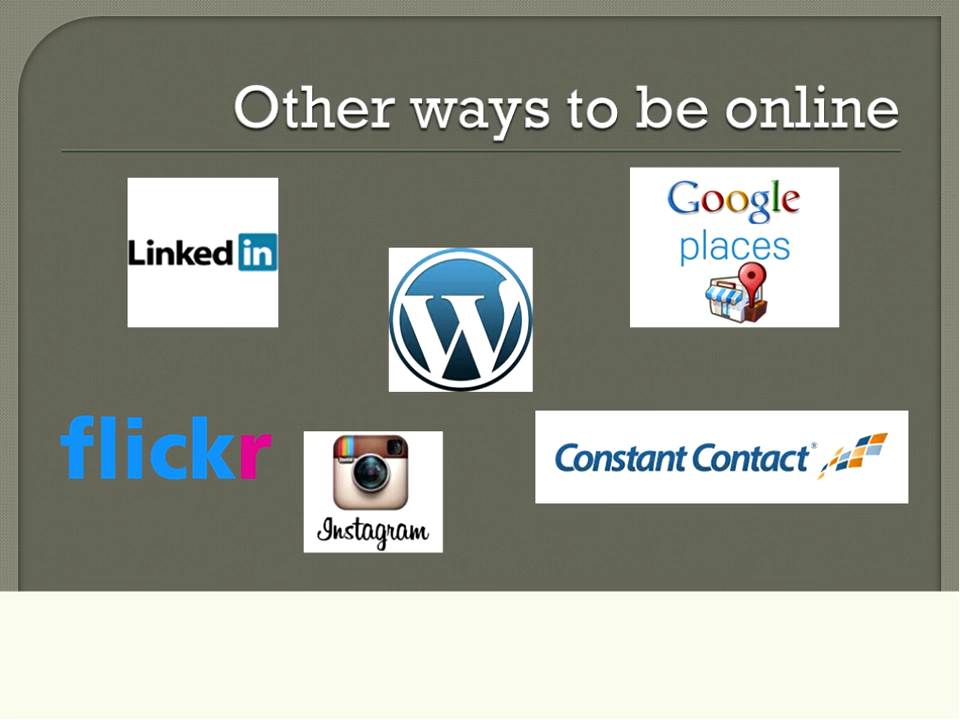 Other ways to be online
Linked in
Google
places
W
flickr
Instagram
Constant Contact®